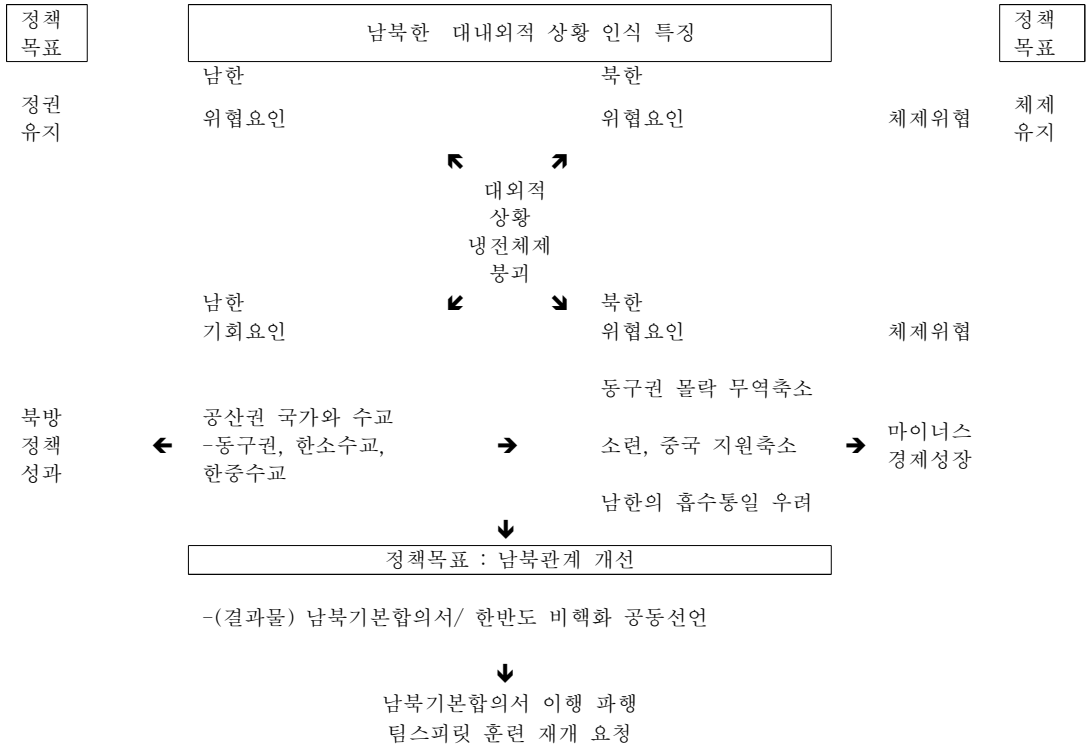 정책
목표
남북한 대내외적 상황 인식 특징
정책
목표
남한
북한
정권
유지
위협요인
위협요인
체제위협
체제
유지
대외적
상황
냉전체제
붕괴
남한
기회요인
북한
위협요인
체제위협
북방
정책
성과
공산권 국가와 수교
-동구권, 한소수교,
한중수교
동구권 몰락 무역축소
소련, 중국 지원축소
남한의 흡수통일 우려
마이너스
경제성장
정책목표 : 남북관계 개선
-(결과물) 남북기본합의서/ 한반도 비핵화 공동선언
남북기본합의서 이행 파행
팀스피릿 훈련 재개 요청